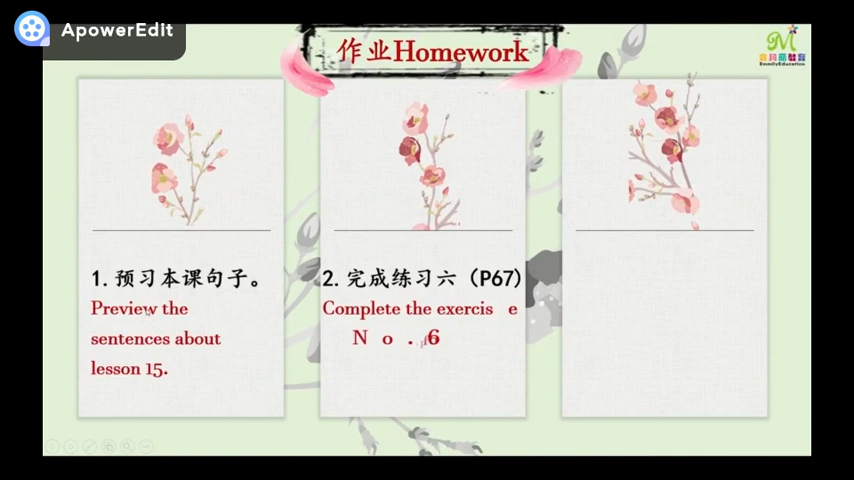 ApowerEdit
作业Homework
EmmilyEducation
1.预习本课句子。
Preview the
sentences about
lesson 15.
2.完成练习六（P67)
Complete the exercis e
N o . 6